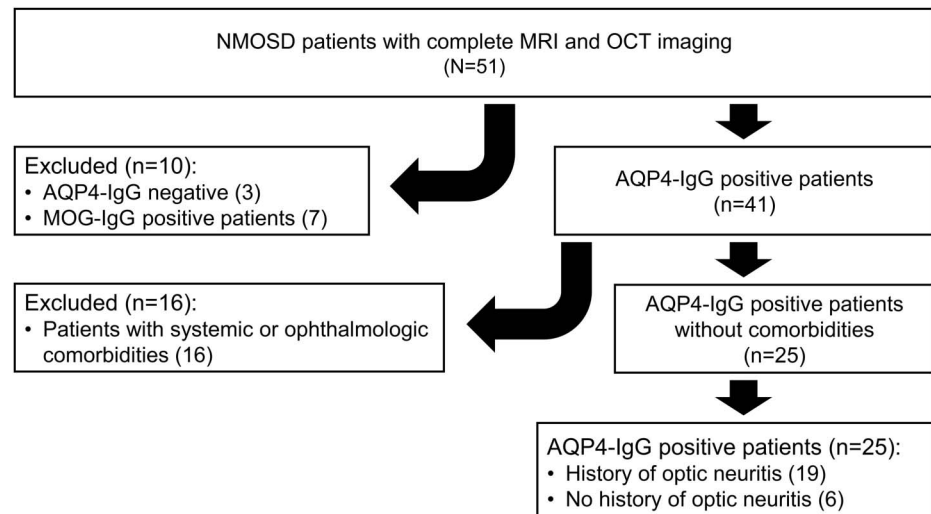 NMOSD patients with complete MRI and OCT imaging
(N=51)
Excluded (n=10):
• AQP4-IgG negative (3)
• MOG-IgG positive patients (7)
AQP4-IgG positive patients
(n=41)
Excluded (n=16):
• Patients with systemic or ophthalmologic
comorbidities (16)
AQP4-IgG positive patients
without comorbidities
(n=25)
AQP4-IgG positive patients (n=25):
• History of optic neuritis (19)
• No history of optic neuritis (6)